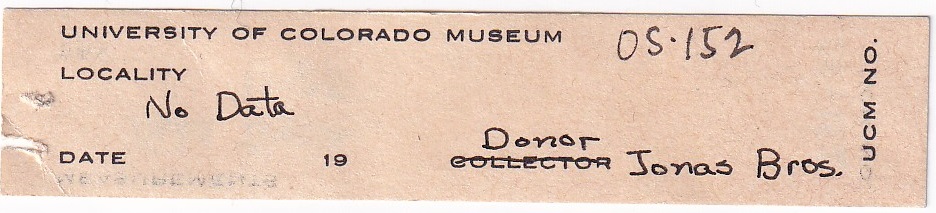 UNIVERSITY OF COLORADO MUSEUM OS-152
LOCALITY
No Data
Donor
DATE 19 COLLECTOR Jonas Bros.
UCM NO.